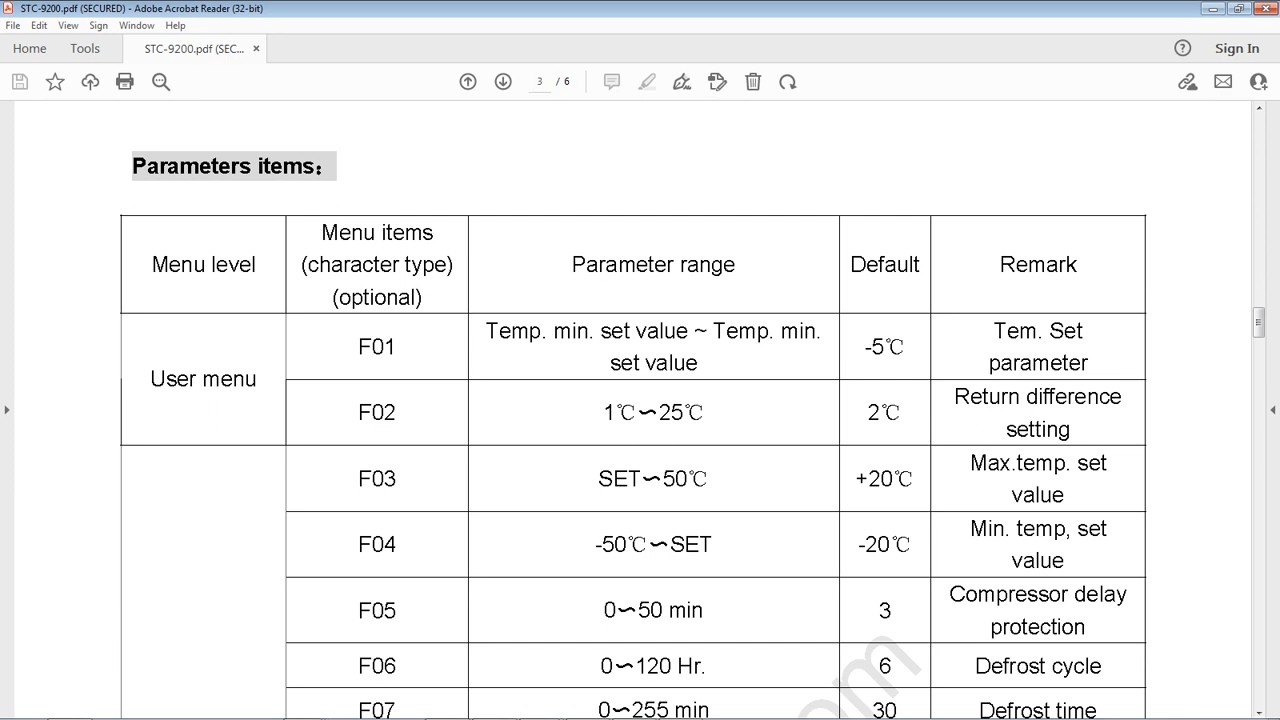 STC-9200.pdf (SECURED) - Adobe Acrobat Reader (32-bit)
File Edit View Sign Window Help
Home Tools STC-9200.pdf (SEC... × Sign In
3 / 6
Parameters items：
Menu level
Menu items
(character type)
(optional)
Parameter range
Default
Remark
User menu
F01
Temp. min. set value ~ Temp. min.
set value
-5℃
Tem. Set
parameter
F02
1℃∽25℃
2℃
Return difference
setting
F03
SET∽50℃
+20℃
Max.temp. set
value
F04
-50℃∽SET
-20℃
Min. temp, set
value
F05
0∽50 min
3
Compressor delay
protection
F06
0∽120 Hr.
6
Defrost cycle
F07
0∽255 min
30
Defrost time